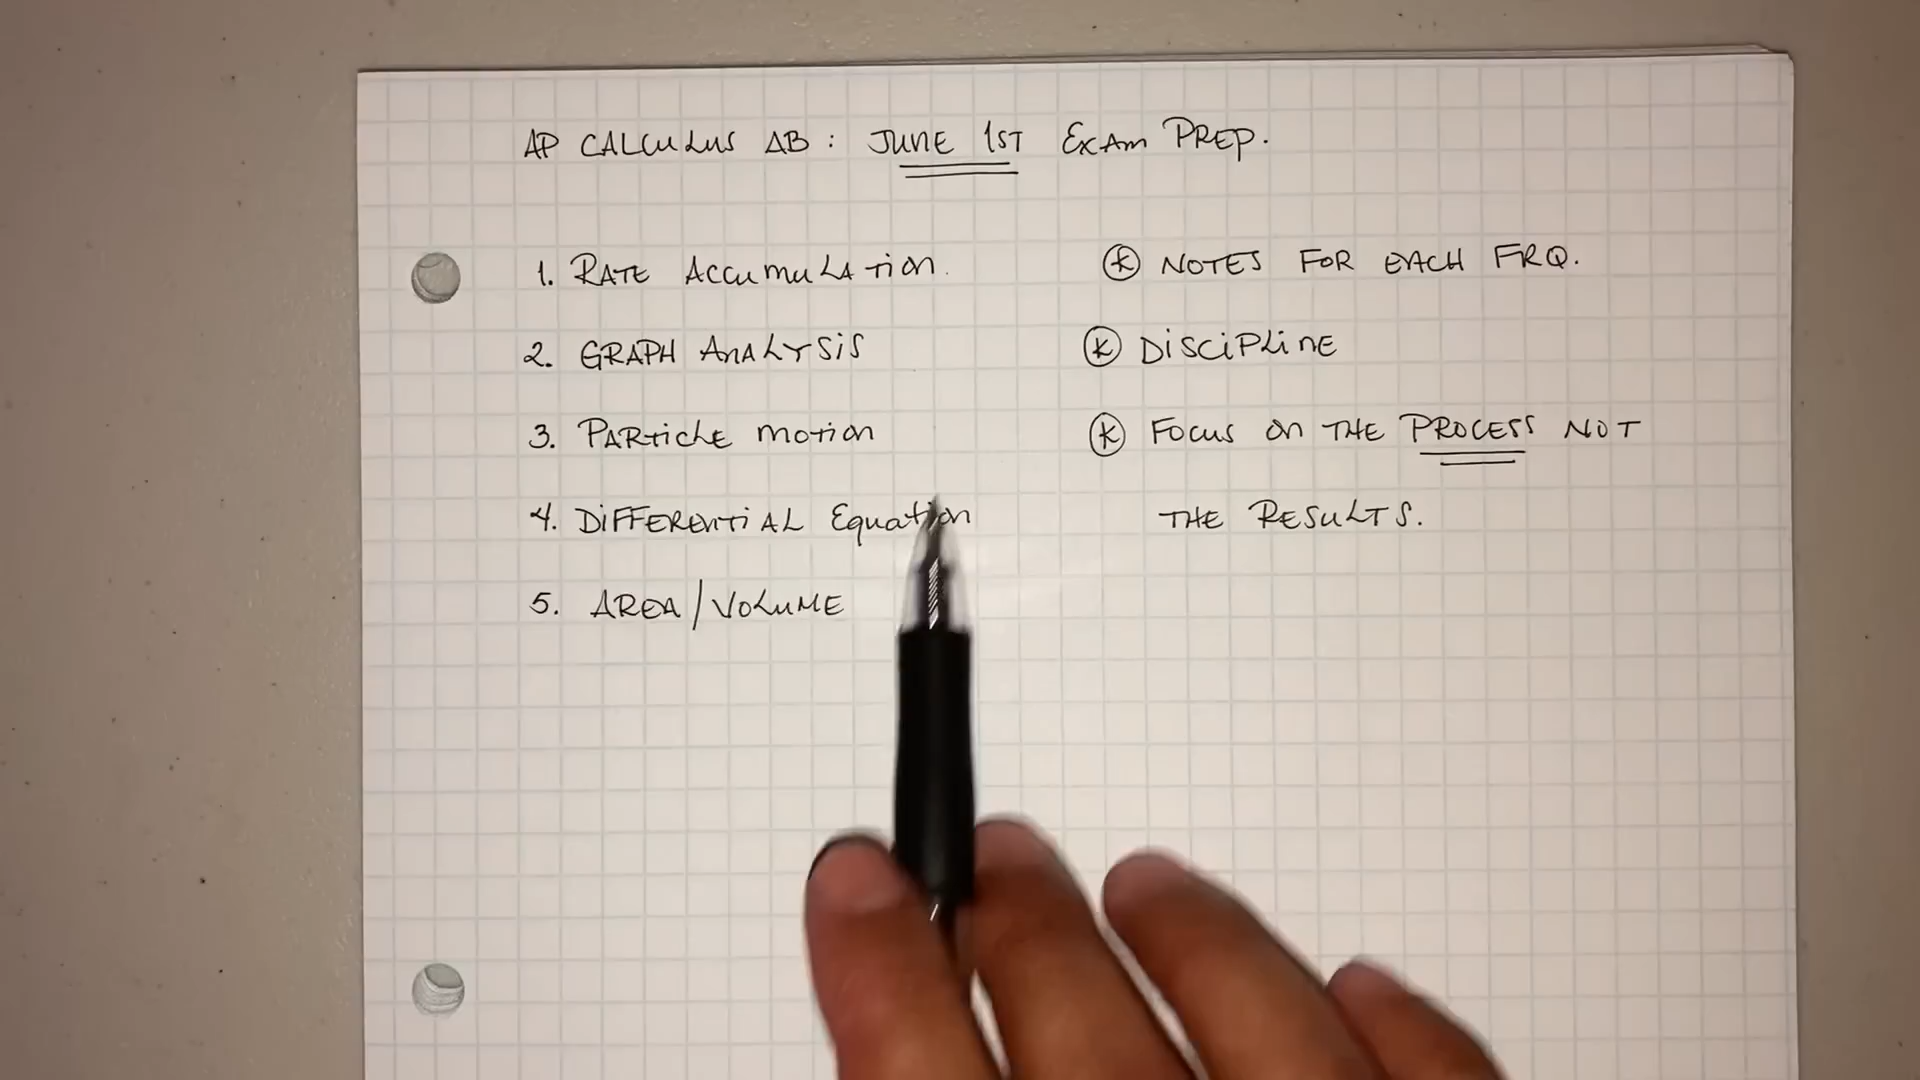 AP CALCULUS AB: JUNE 1ST EXAM PREP.
1. RATE ACCUMULATION.
2. GRAPH ANALYSIS
3. PARTICLE MOTION
4. DIFFERENTIAL EQUATION
5. AREA/VOLUME
* NOTES FOR EACH FRQ.
* DISCIPLINE
* FOCUS ON THE PROCESS NOT
THE RESULTS.